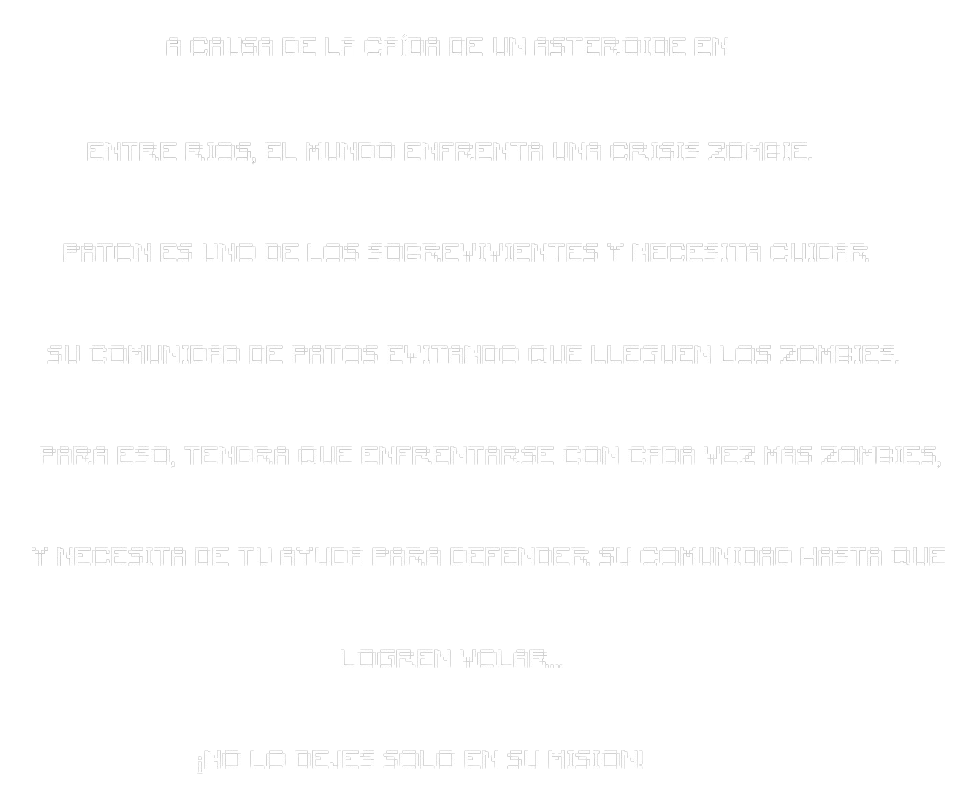 A CAUSA DE LA CAÍDA DE UN ASTEROIDE EN
ENTRE RIOS, EL MUNDO ENFRENTA UNA CRISIS ZOMBIE.
PATON ES UNO DE LOS SOBREVIVIENTES Y NECESITA CUIDAR
SU COMUNIDAD DE PATOS EVITANDO QUE LLEGUEN LOS ZOMBIES.
PARA ESO, TENDRA QUE ENFRENTARSE CON CADA VEZ MAS ZOMBIES,
Y NECESITA DE TU AYUDA PARA DEFENDER SU COMUNIDAD HASTA QUE
LOGREN VOLAR...
¡NO LO DEJES SOLO EN SU MISION!